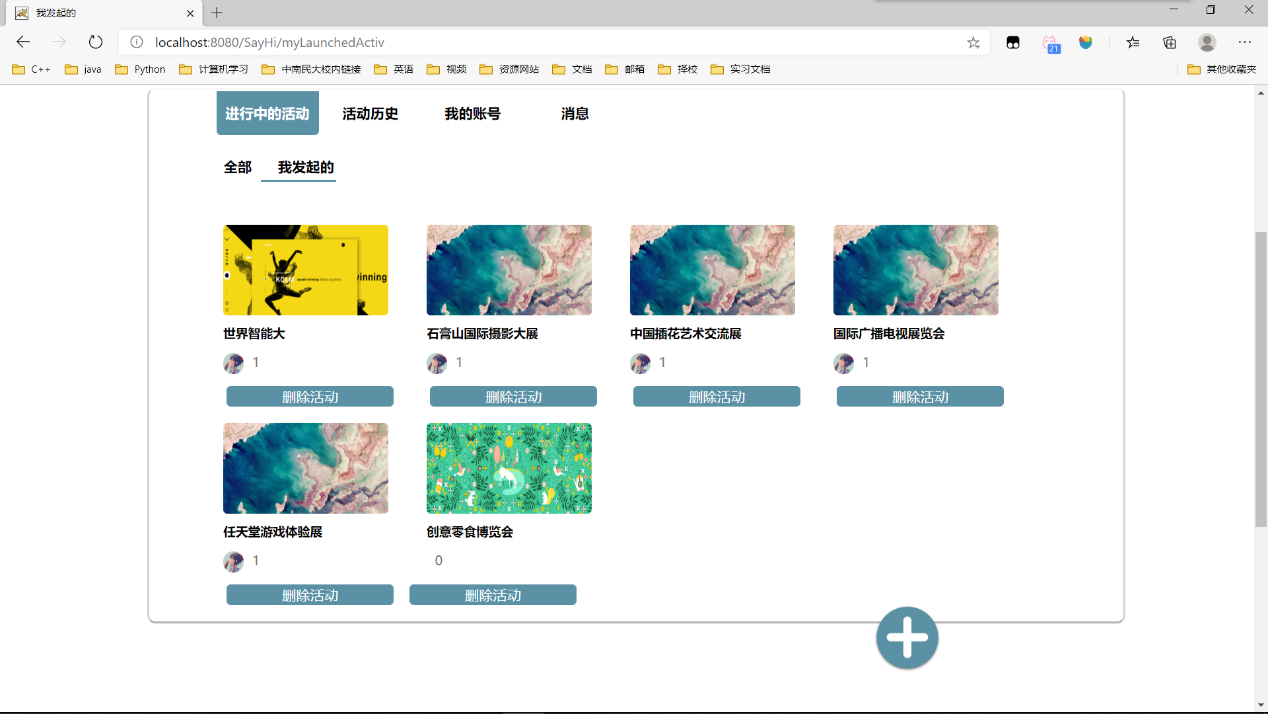 我发起的
localhost:8080/SayHi/myLaunchedActiv
21
C++ java Python 计算机学习 中南民大校内链接 英语 视频 资源网站 文档 邮箱 择校 实习文档 其他收藏夹
进行中的活动 活动历史 我的账号 消息
全部 我发起的
winning
世界智能大 石膏山国际摄影大展 中国插花艺术交流展 国际广播电视展览会
1 1 1 1
删除活动 删除活动 删除活动 删除活动
任天堂游戏体验展 创意零食博览会
1 0
删除活动 删除活动